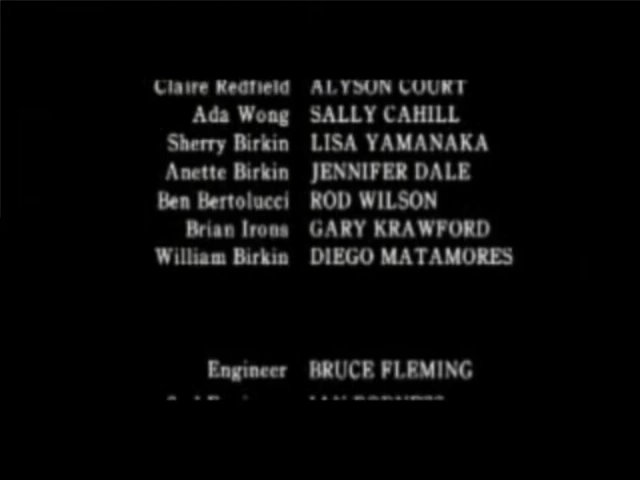 Claire Redfield ALYSON COURT
Ada Wong SALLY CAHILL
Sherry Birkin LISA YAMANAKA
Anette Birkin JENNIFER DALE
Ben Bertolucci ROD WILSON
Brian Irons GARY KRAWFORD
William Birkin DIEGO MATAMORES
Engineer BRUCE FLEMING